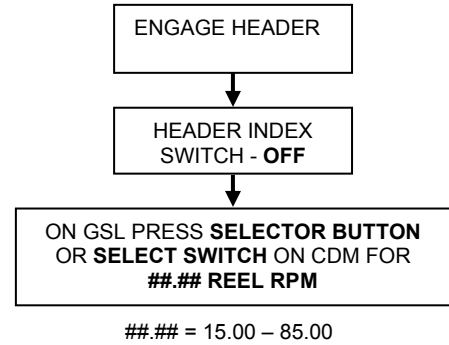 ENGAGE HEADER
HEADER INDEX
SWITCH - OFF
ON GSL PRESS SELECTOR BUTTON
OR SELECT SWITCH ON CDM FOR
##.## REEL RPM
##.## = 15.00 – 85.00